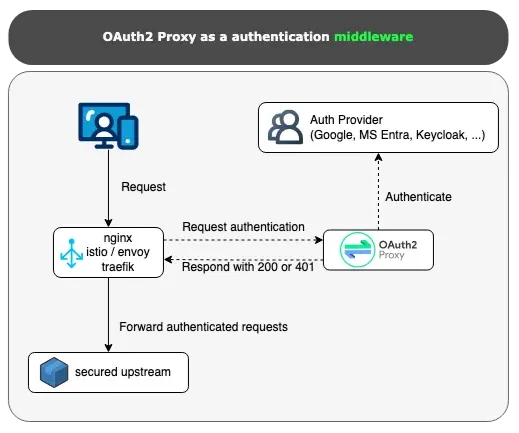 OAuth2 Proxy as a authentication middleware
Auth Provider
(Google, MS Entra, Keycloak, ...)
Request
Authenticate
nginx
istio / envoy
traefik
Request authentication
Respond with 200 or 401
OAuth2
Proxy
Forward authenticated requests
secured upstream